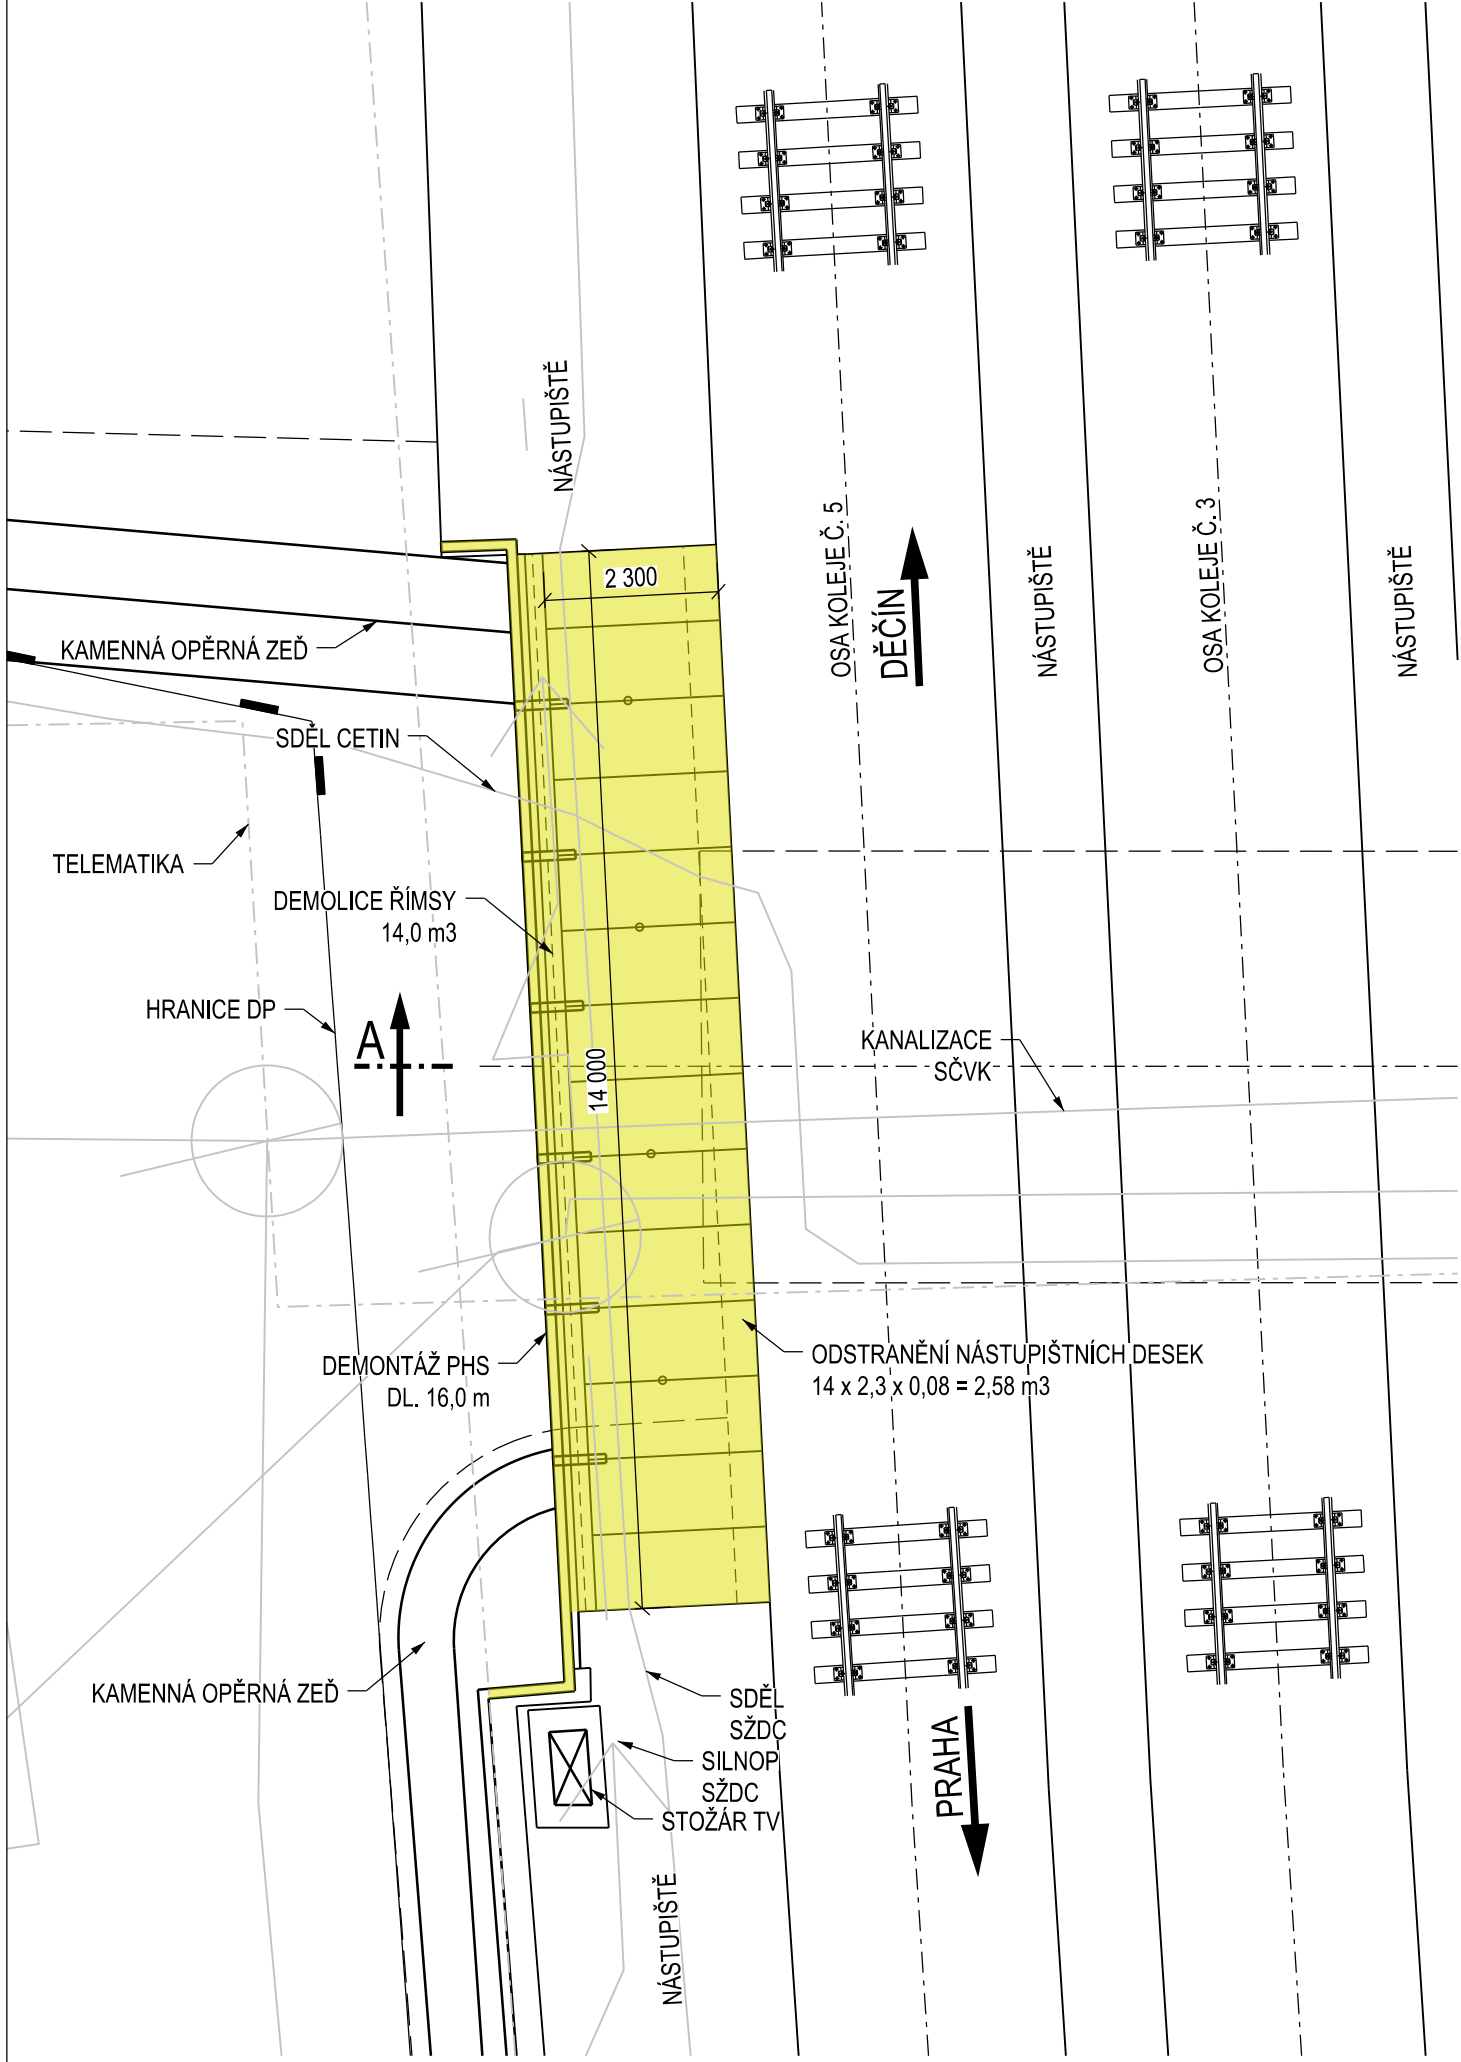 NÁSTUPIŠTĚ
2 300
OSA KOLEJE Č. 5
DĚČÍN
NÁSTUPIŠTĚ
OSA KOLEJE Č. 3
NÁSTUPIŠTĚ
KAMENNÁ OPĚRNÁ ZEĎ
SDĚL CETIN
TELEMATIKA
DEMOLICE ŘÍMSY
14,0 m3
HRANICE DP
A
14 000
KANALIZACE
SČVK
DEMONTÁŽ PHS
DL. 16,0 m
ODSTRANĚNÍ NÁSTUPIŠTNÍCH DESEK
14 x 2,3 x 0,08 = 2,58 m3
KAMENNÁ OPĚRNÁ ZEĎ
SDĚL
SŽDC
SILNOP
SŽDC
STOŽÁR TV
PRAHA
NÁSTUPIŠTĚ